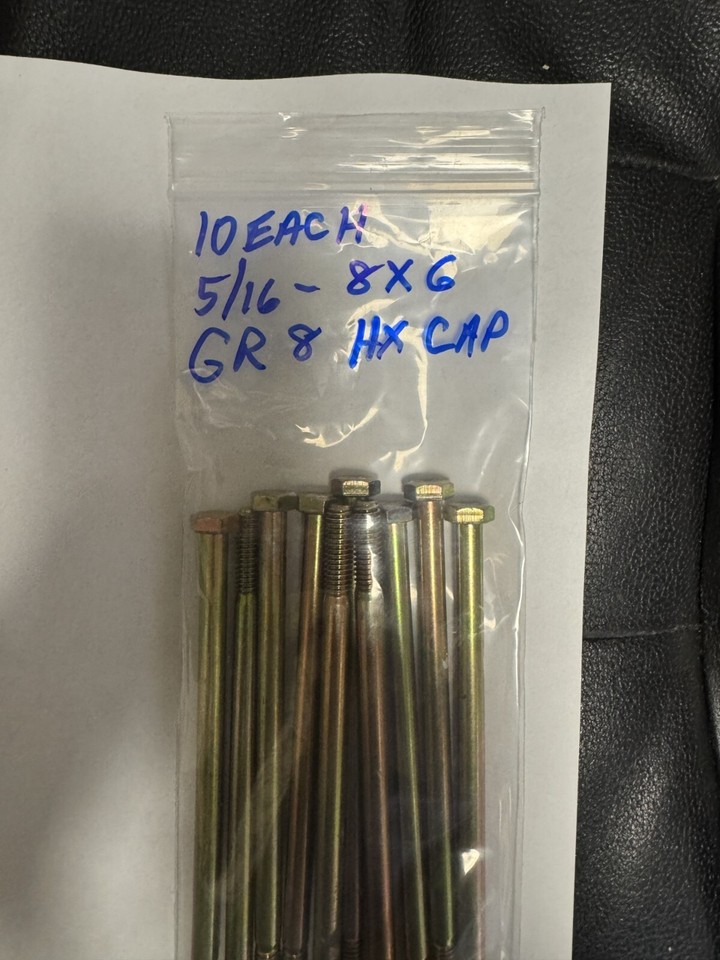 10 EACH
5/16 - 8 X 6
GR 8 HX CAP